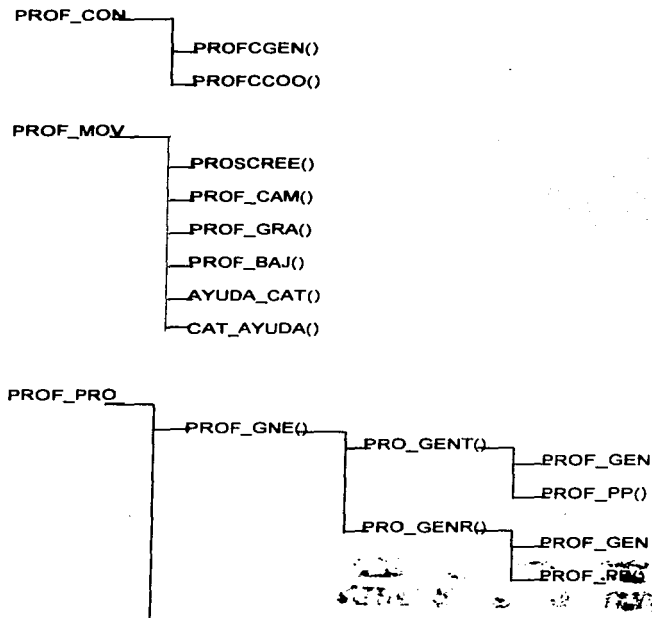 PROF_CON
PROFCGEN()
PROFCCOO()
PROF_MOV
PROSCREE()
PROF_CAM()
PROF_GRA()
PROF_BAJ()
AYUDA_CAT()
CAT_AYUDA()
PROF_PRO
PROF_GNE()
PRO_GENT()
PROF_GEN
PROF_PP()
PRO_GENR()
PROF_GEN